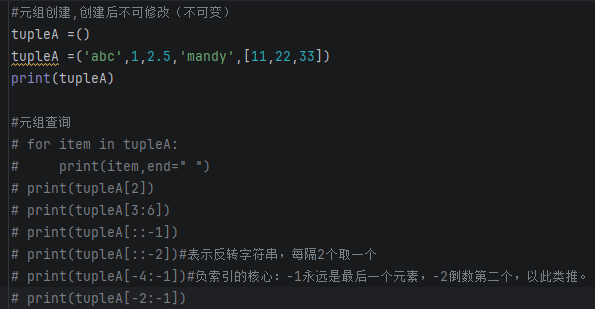 #元组创建,创建后不可修改（不可变）
tupleA =()
tupleA =('abc',1,2.5,'mandy',[11,22,33])
print(tupleA)
#元组查询
# for item in tupleA:
#     print(item,end=" ")
# print(tupleA[2])
# print(tupleA[3:6])
# print(tupleA[::-1])
# print(tupleA[::-2])#表示反转字符串，每隔2个取一个
# print(tupleA[-4:-1])#负索引的核心：-1永远是最后一个元素，-2倒数第二个，以此类推。
# print(tupleA[-2:-1])